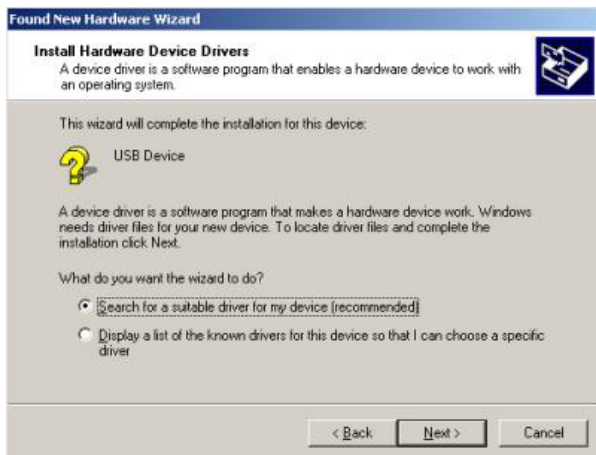 Found New Hardware Wizard
Install Hardware Device Drivers
A device driver is a software program that enables a hardware device to work with
an operating system.
This wizard will complete the installation for this device:
USB Device
A device driver is a software program that makes a hardware device work. Windows
needs driver files for your new device. To locate driver files and complete the
installation click Next.
What do you want the wizard to do?
Search for a suitable driver for my device (recommended)
Display a list of the known drivers for this device so that I can choose a specific
driver
< Back Next > Cancel